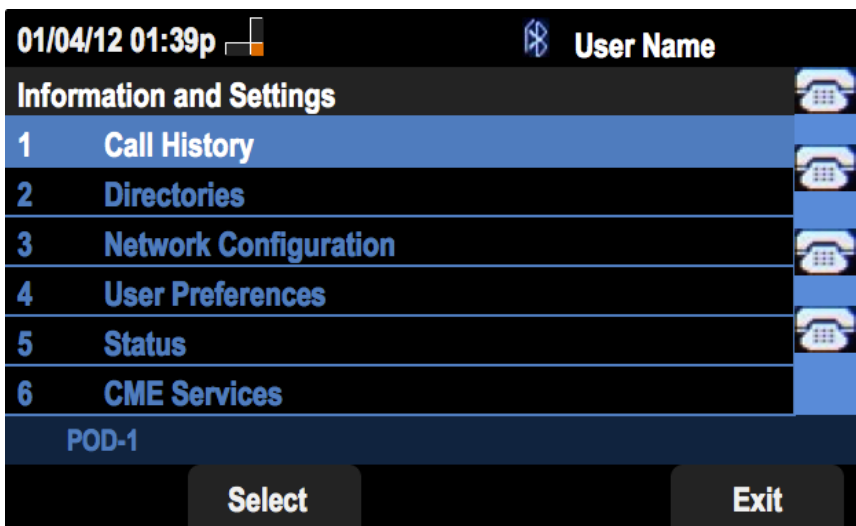 01/04/12 01:39p User Name
Information and Settings
1 Call History
2 Directories
3 Network Configuration
4 User Preferences
5 Status
6 CME Services
POD-1
Select Exit